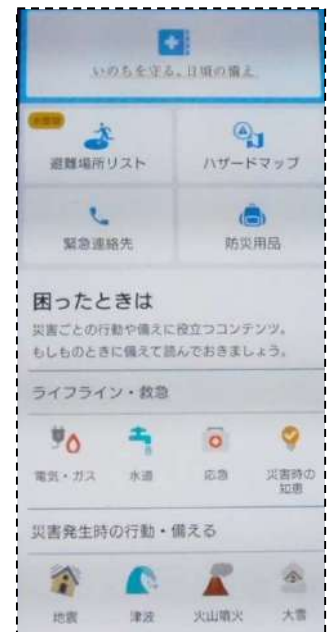 いのちを守る、日頃の備え
避難場所リスト
ハザードマップ
緊急連絡先
防災用品
困ったときは
災害ごとの行動や備えに役立つコンテンツ。
もしものときに備えて読んでおきましょう。
ライフライン・救急
電気・ガス
水道
応急
災害時の
知恵
災害発生時の行動・備える
地震
津波
火山噴火
大雪